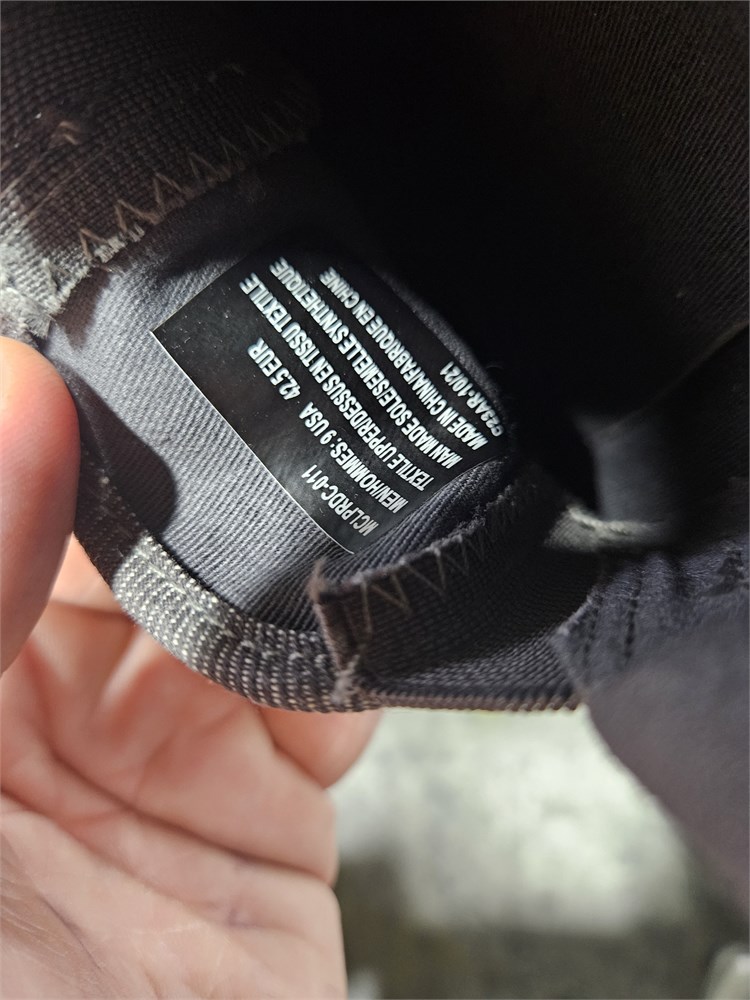 MCLPRDC-011
MEN/HOMMES: 9 USA 42.5 EUR
TEXTILE UPPER/DESSUS EN TISSU TEXTILE
MAN MADE SOLE/SEMELLE SYNTHETIQUE
MADE IN CHINA/FABRIQUE EN CHINE
10/21